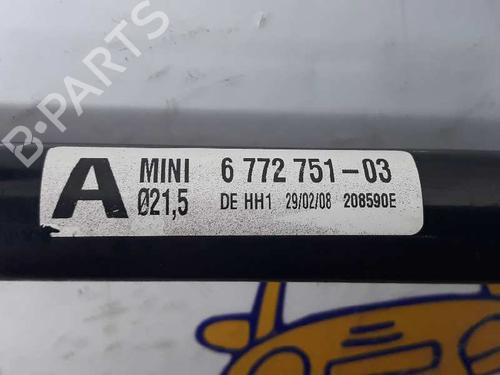 B-PARTS
A MINI 6 772 751-03
Ø21,5 DE HH1 29/02/08 208590E